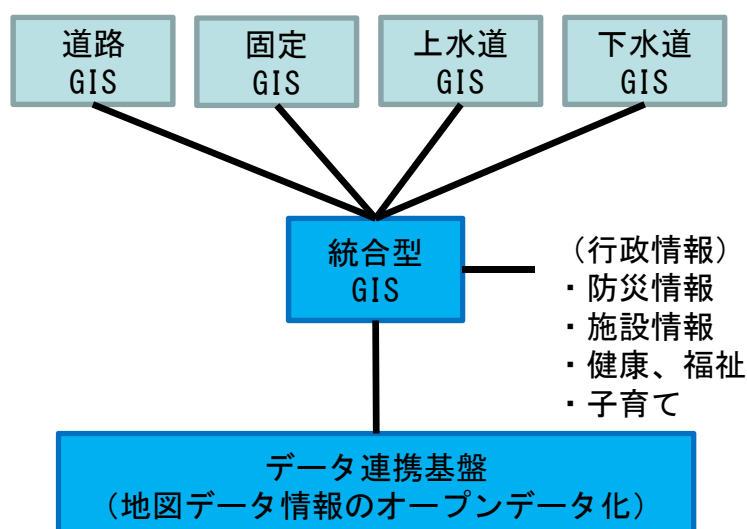 道路
GIS
固定
GIS
上水道
GIS
下水道
GIS
統合型
GIS
（行政情報）
・防災情報
・施設情報
・健康、福祉
・子育て
データ連携基盤
（地図データ情報のオープンデータ化）